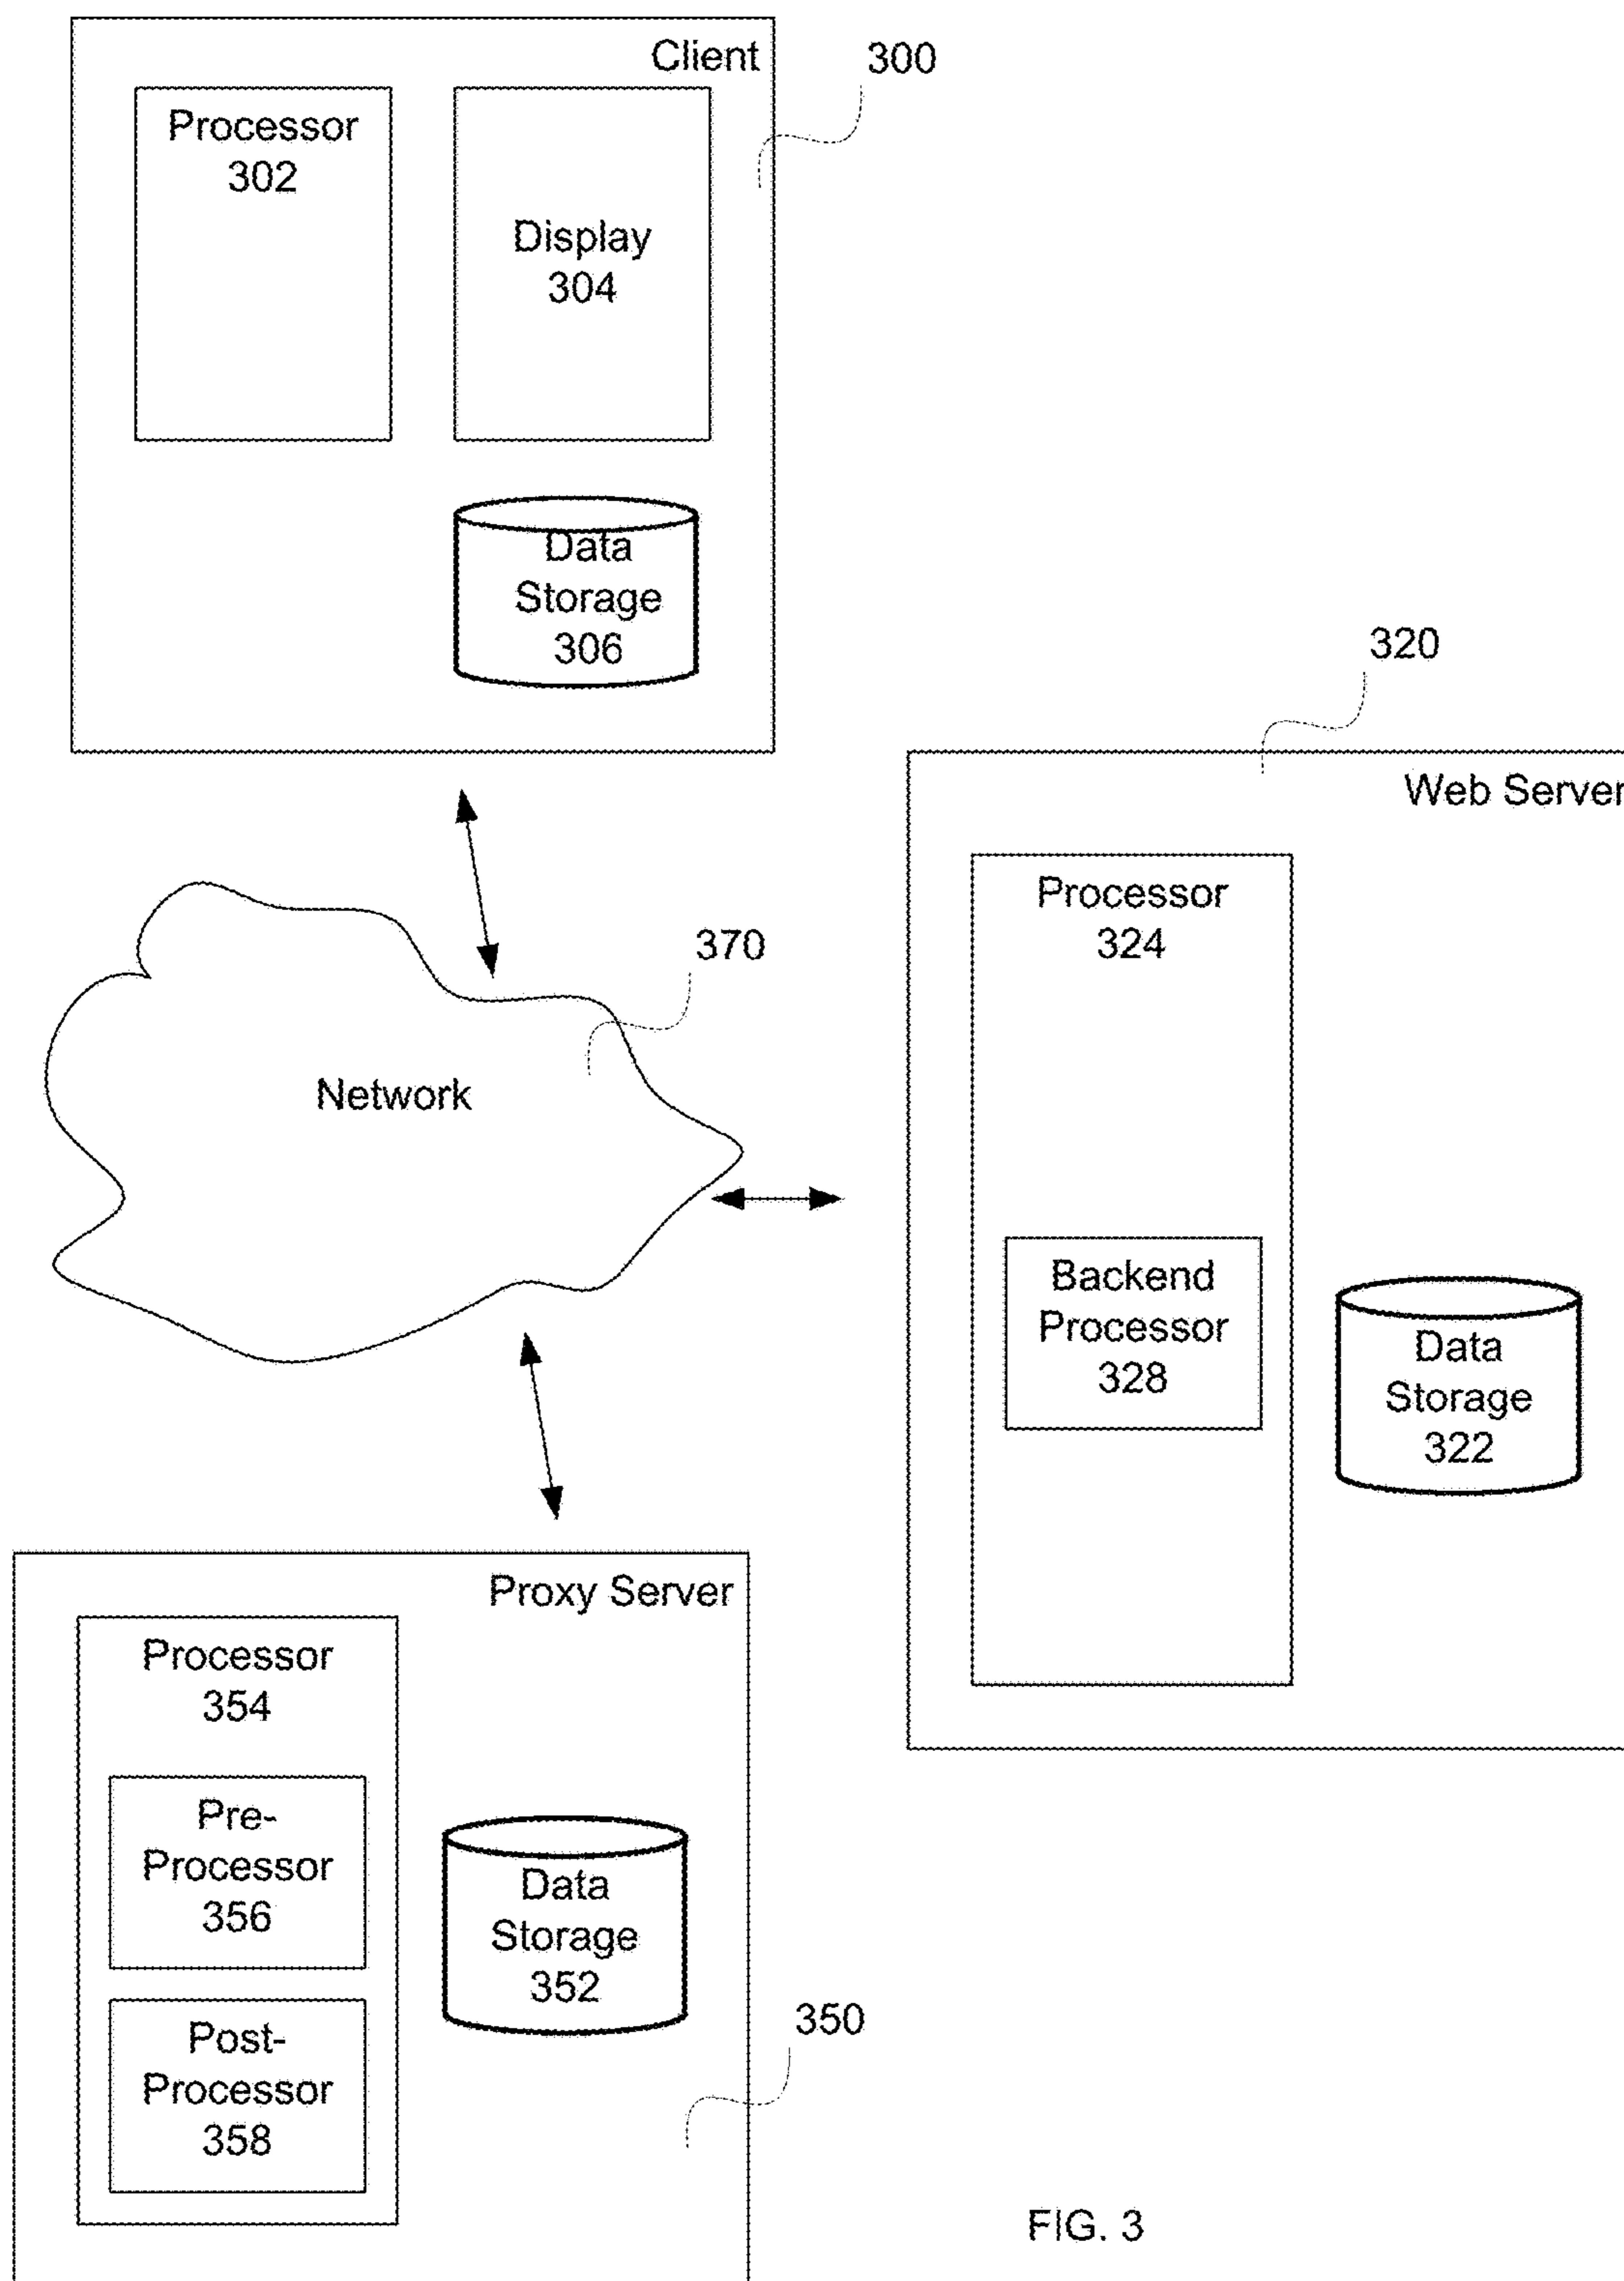 Client
300
Processor
302
Display
304
Data
Storage
306
320
Web Server
Processor
324
370
Network
Backend
Processor
328
Data
Storage
322
Proxy Server
Processor
354
Pre-
Processor
356
Data
Storage
352
Post-
Processor
358
350
FIG. 3